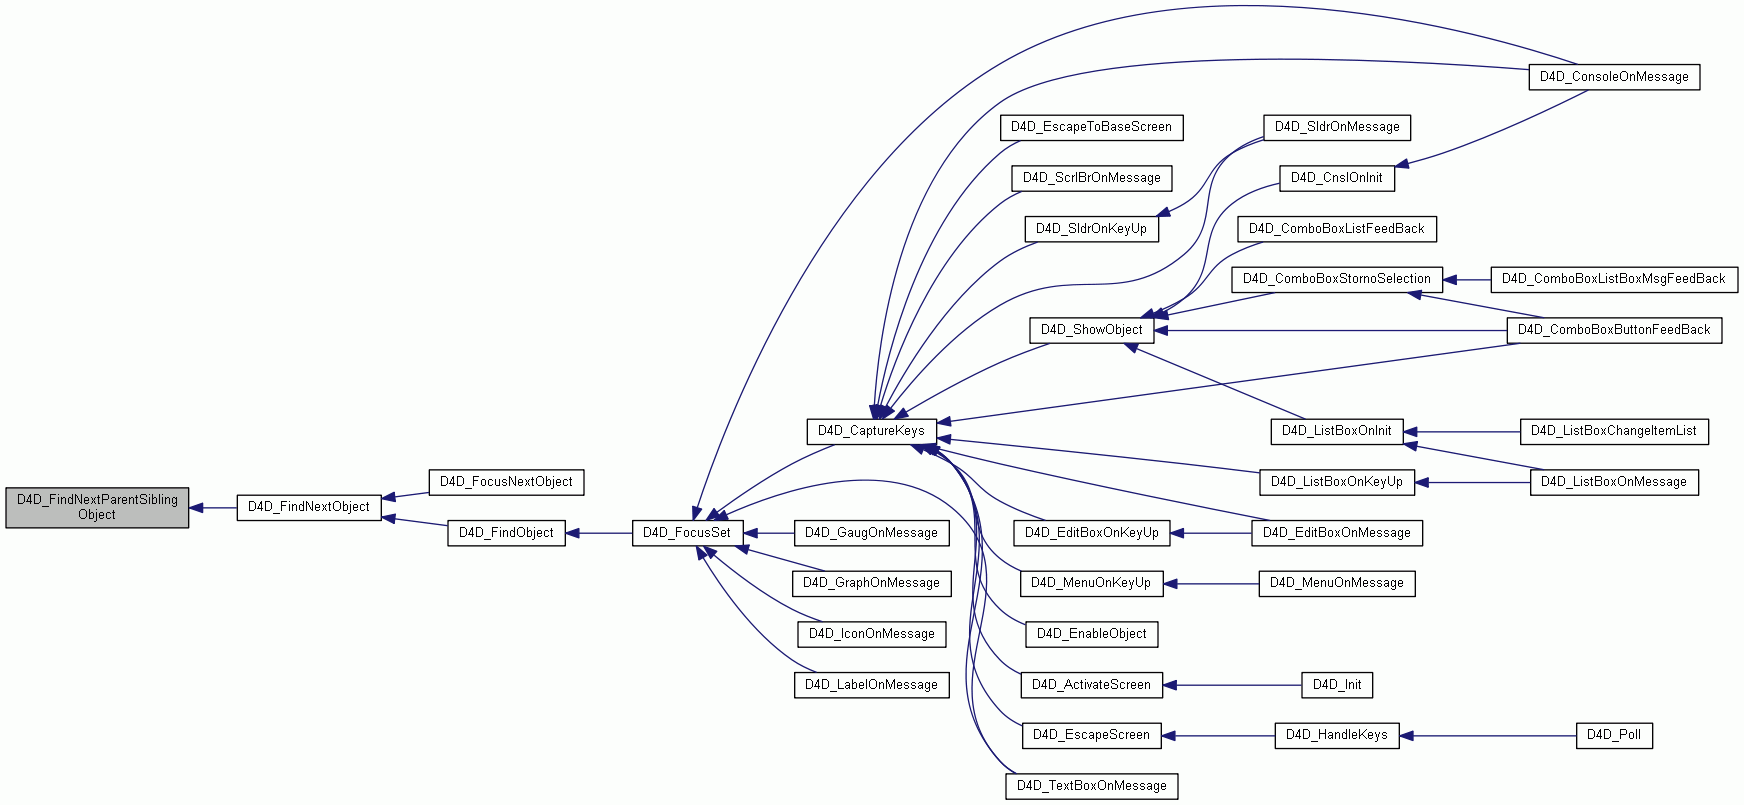 D4D_ConsoleOnMessage
D4D_EscapeToBaseScreen
D4D_SldrOnMessage
D4D_ScrlBrOnMessage
D4D_CnslOnInit
D4D_SldrOnKeyUp
D4D_ComboBoxListFeedBack
D4D_ComboBoxStornoSelection
D4D_ComboBoxListBoxMsgFeedBack
D4D_ShowObject
D4D_ComboBoxButtonFeedBack
D4D_CaptureKeys
D4D_ListBoxOnInit
D4D_ListBoxChangeItemList
D4D_FindNextParentSibling
Object
D4D_FindNextObject
D4D_FocusNextObject
D4D_ListBoxOnKeyUp
D4D_ListBoxOnMessage
D4D_FindObject
D4D_FocusSet
D4D_GaugOnMessage
D4D_EditBoxOnKeyUp
D4D_EditBoxOnMessage
D4D_GraphOnMessage
D4D_MenuOnKeyUp
D4D_MenuOnMessage
D4D_IconOnMessage
D4D_EnableObject
D4D_LabelOnMessage
D4D_ActivateScreen
D4D_Init
D4D_EscapeScreen
D4D_HandleKeys
D4D_Poll
D4D_TextBoxOnMessage